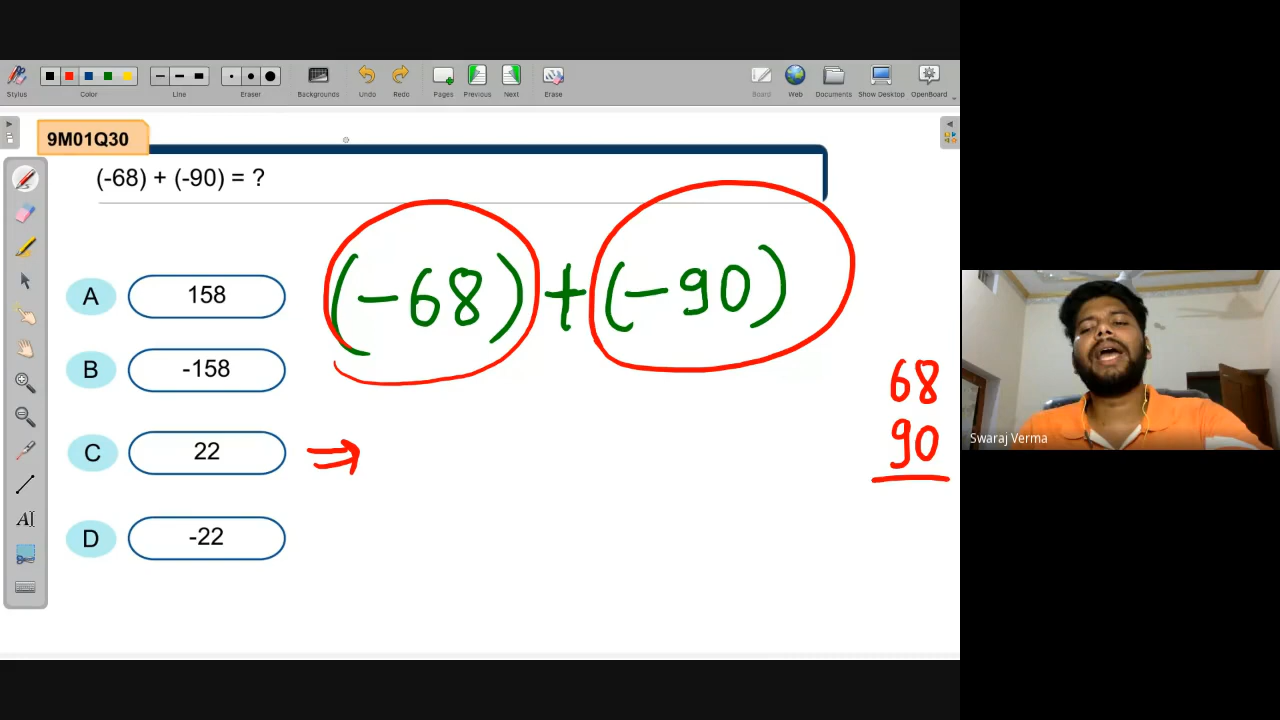 Stylus
Color
Line
Eraser
Backgrounds
Undo
Redo
Pages
Previous
Next
Erase
Board
Web
Documents
Show Desktop
OpenBoard
9M01Q30
(-68) + (-90) = ?
A 158
B -158
C 22
D -22
(-68) + (-90)
⇒
68
90
Swaraj Verma
AI